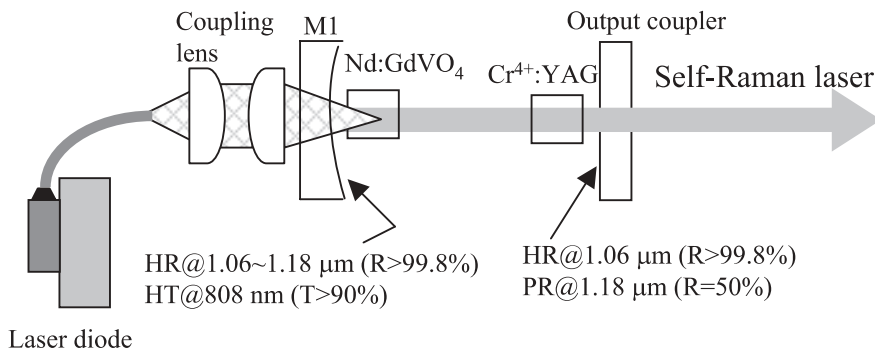 Coupling
lens
M1
Nd:GdVO₄
Cr⁴⁺:YAG
Output coupler
Self-Raman laser
HR@1.06~1.18 μm (R>99.8%)
HT@808 nm (T>90%)
HR@1.06 μm (R>99.8%)
PR@1.18 μm (R=50%)
Laser diode